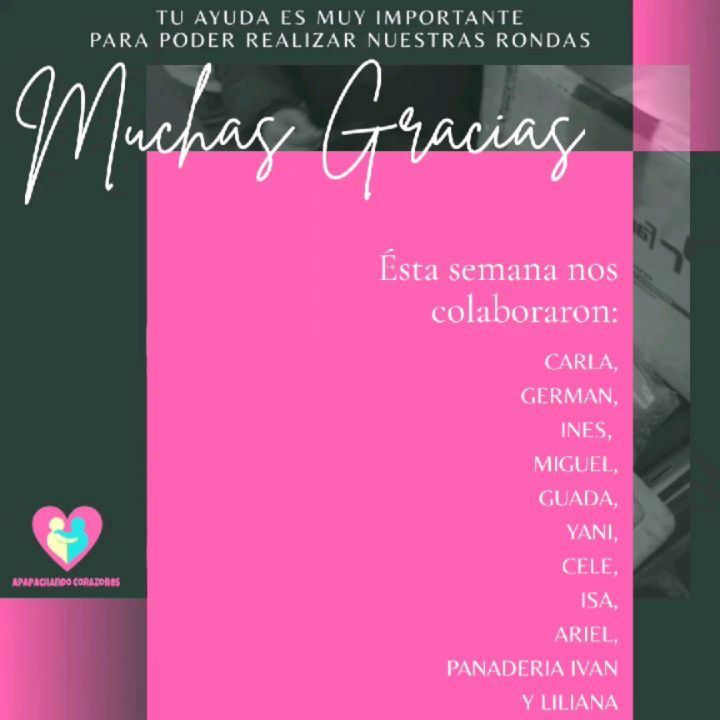 TU AYUDA ES MUY IMPORTANTE
PARA PODER REALIZAR NUESTRAS RONDAS
Muchas Gracias
Ésta semana nos
colaboraron:
CARLA,
GERMAN,
INES,
MIGUEL,
GUADA,
YANI,
CELE,
ISA,
ARIEL,
PANADERIA IVAN
Y LILIANA
APAPACHANDO CORAZONES